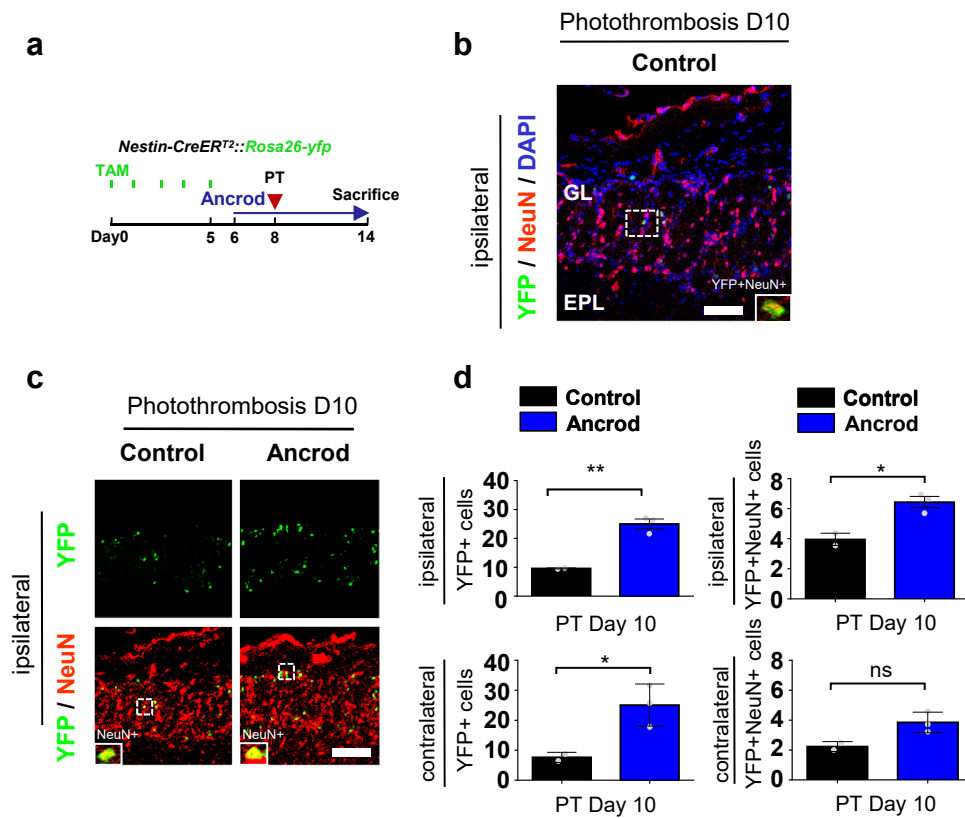 a
Nestin-CreERT2::Rosa26-yfp
TAM
PT
Ancrod
Sacrifice
Day0
5
6
8
14
b
Photothrombosis D10
Control
ipsilateral
YFP / NeuN / DAPI
GL
EPL
YFP+NeuN+
c
Photothrombosis D10
Control
Ancrod
ipsilateral
YFP
YFP / NeuN
NeuN+
NeuN+
d
Control
Ancrod
ipsilateral
YFP+ cells
40
30
20
10
0
**
PT Day 10
Control
Ancrod
ipsilateral
YFP+NeuN+ cells
8
6
4
2
0
*
PT Day 10
contralateral
YFP+ cells
40
30
20
10
0
*
PT Day 10
contralateral
YFP+NeuN+ cells
8
6
4
2
0
ns
PT Day 10